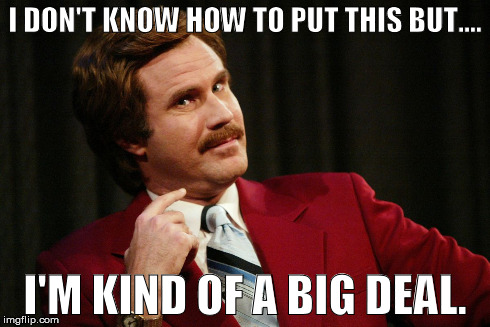 I DON'T KNOW HOW TO PUT THIS BUT....
I'M KIND OF A BIG DEAL.
imgflip.com